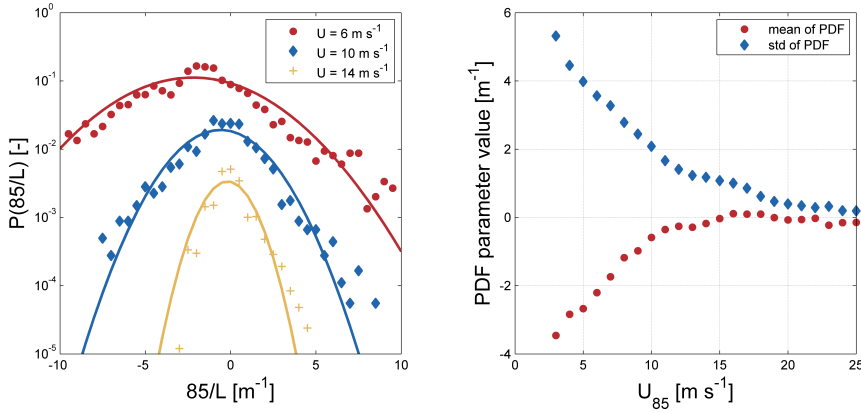 P(85/L) [-]
10^-1
10^-2
10^-3
10^-4
10^-5
-10
-5
0
5
10
85/L [m^-1]
U = 6 m s^-1
U = 10 m s^-1
U = 14 m s^-1
PDF parameter value [m^-1]
6
4
2
0
-2
-4
0
5
10
15
20
25
U_85 [m s^-1]
mean of PDF
std of PDF